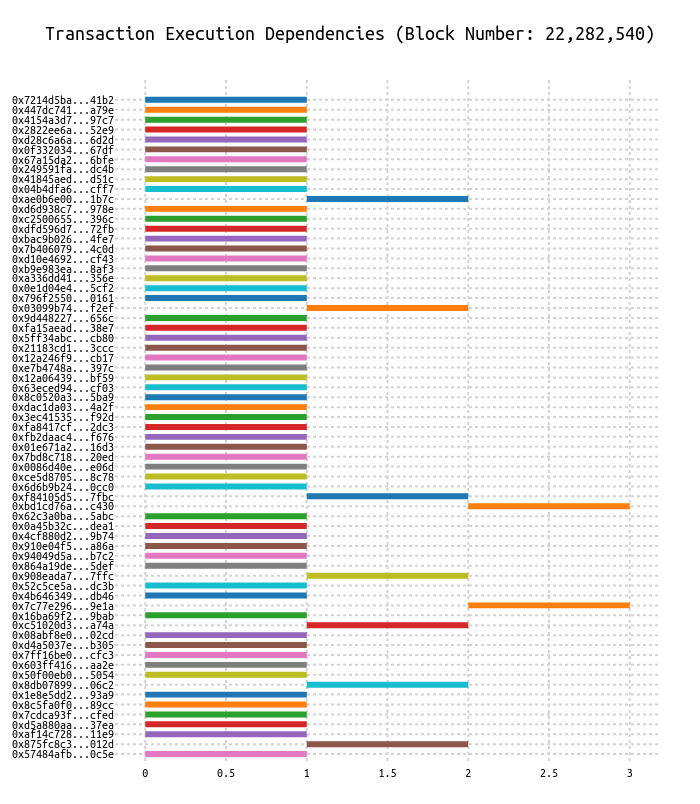 Transaction Execution Dependencies (Block Number: 22,282,540)
0x7214d5ba...41b2
0x447dc741...a79e
0x4154a3d7...97c7
0x2822ee6a...52e9
0xd28c6a6a...6d2d
0x0f332034...67df
0x67a15da2...6bfe
0x249591fa...dc4b
0x41845aed...d51c
0x04b4dfa6...cff7
0xae0b6e00...1b7c
0xd6d938c7...978e
0xc2500655...396c
0xdfd596d7...72fb
0xbac9b026...4fe7
0x7b406079...4c0d
0xd10e4692...cf43
0xb9e983ea...8af3
0xa336dd41...356e
0x0e1d04e4...5cf2
0x796f2550...0161
0x03099b74...f2ef
0x9d448227...656c
0xfa15aead...38e7
0x5ff34abc...cb80
0x21183cd1...3ccc
0x12a246f9...cb17
0xe7b4748a...397c
0x12a06439...bf59
0x63eced94...cf03
0x8c0520a3...5ba9
0xdac1da03...4a2f
0x3ec41535...f92d
0xfa8417cf...2dc3
0xfb2daac4...f676
0x01e671a2...16d3
0x7bd8c718...20ed
0x0086d40e...e06d
0xce5d8705...8c78
0x6d6b9b24...0cc0
0xf84105d5...7fbc
0xbd1cd76a...c430
0x62c3a0ba...5abc
0x0a45b32c...dea1
0x4cf880d2...9b74
0x910e04f5...a86a
0x94049d5a...b7c2
0x864a19de...5def
0x908eada7...7ffc
0x52c5ce5a...dc3b
0x4b646349...db46
0x7c77e296...9e1a
0x16ba69f2...9bab
0xc51020d3...a74a
0x08abf8e0...02cd
0xd4a5037e...b305
0x7ff16be0...cfc3
0x603ff416...aa2e
0x50f00eb0...5054
0x8db07899...06c2
0x1e8e5dd2...93a9
0x8c5fa0f0...89cc
0x7cdca93f...cfed
0xd5a880aa...37ea
0xaf14c728...11e9
0x875fc8c3...012d
0x57484afb...0c5e
0 0.5 1 1.5 2 2.5 3